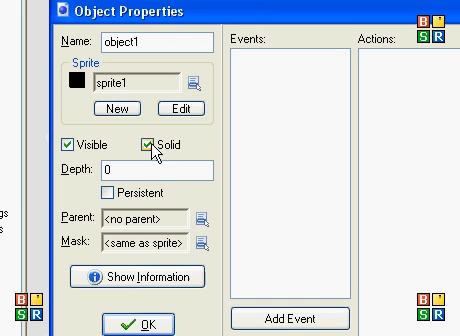 Object Properties
Name: object1
Events:
Actions:
Sprite
sprite1
New Edit
Visible Solid
Depth: 0
Persistent
Parent: <no parent>
Mask: <same as sprite>
Show Information
OK
Add Event
B '
S R
B '
S R
B '
S R
gs
s